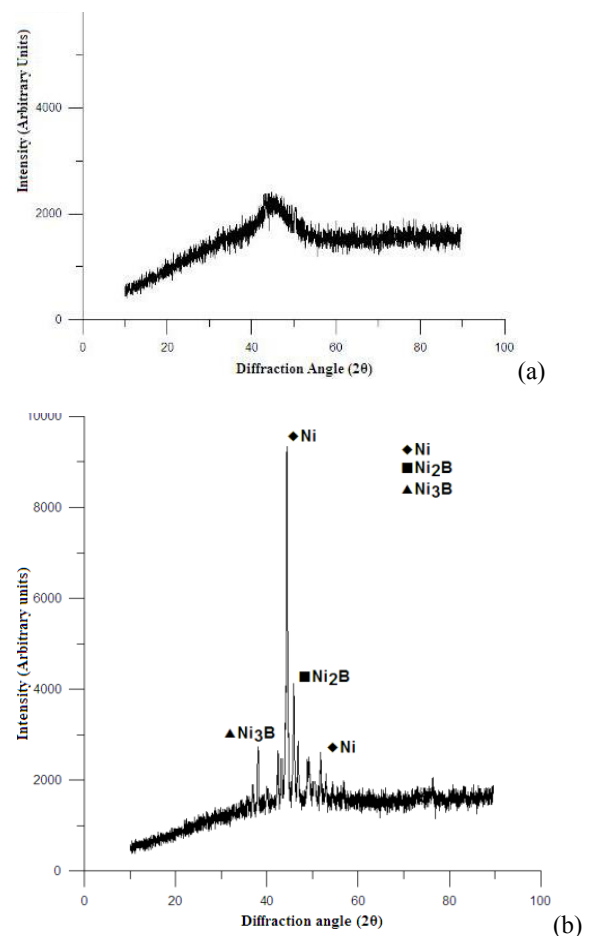 Intensity (Arbitrary Units)
4000
2000
0
0
20
40
60
80
100
Diffraction Angle (2θ)
(a)
Intensity (Arbitrary units)
10000
8000
6000
4000
2000
0
◆Ni
◆Ni
■Ni2B
▲Ni3B
■Ni2B
▲Ni3B
◆Ni
0
20
40
60
80
100
Diffraction angle (2θ)
(b)